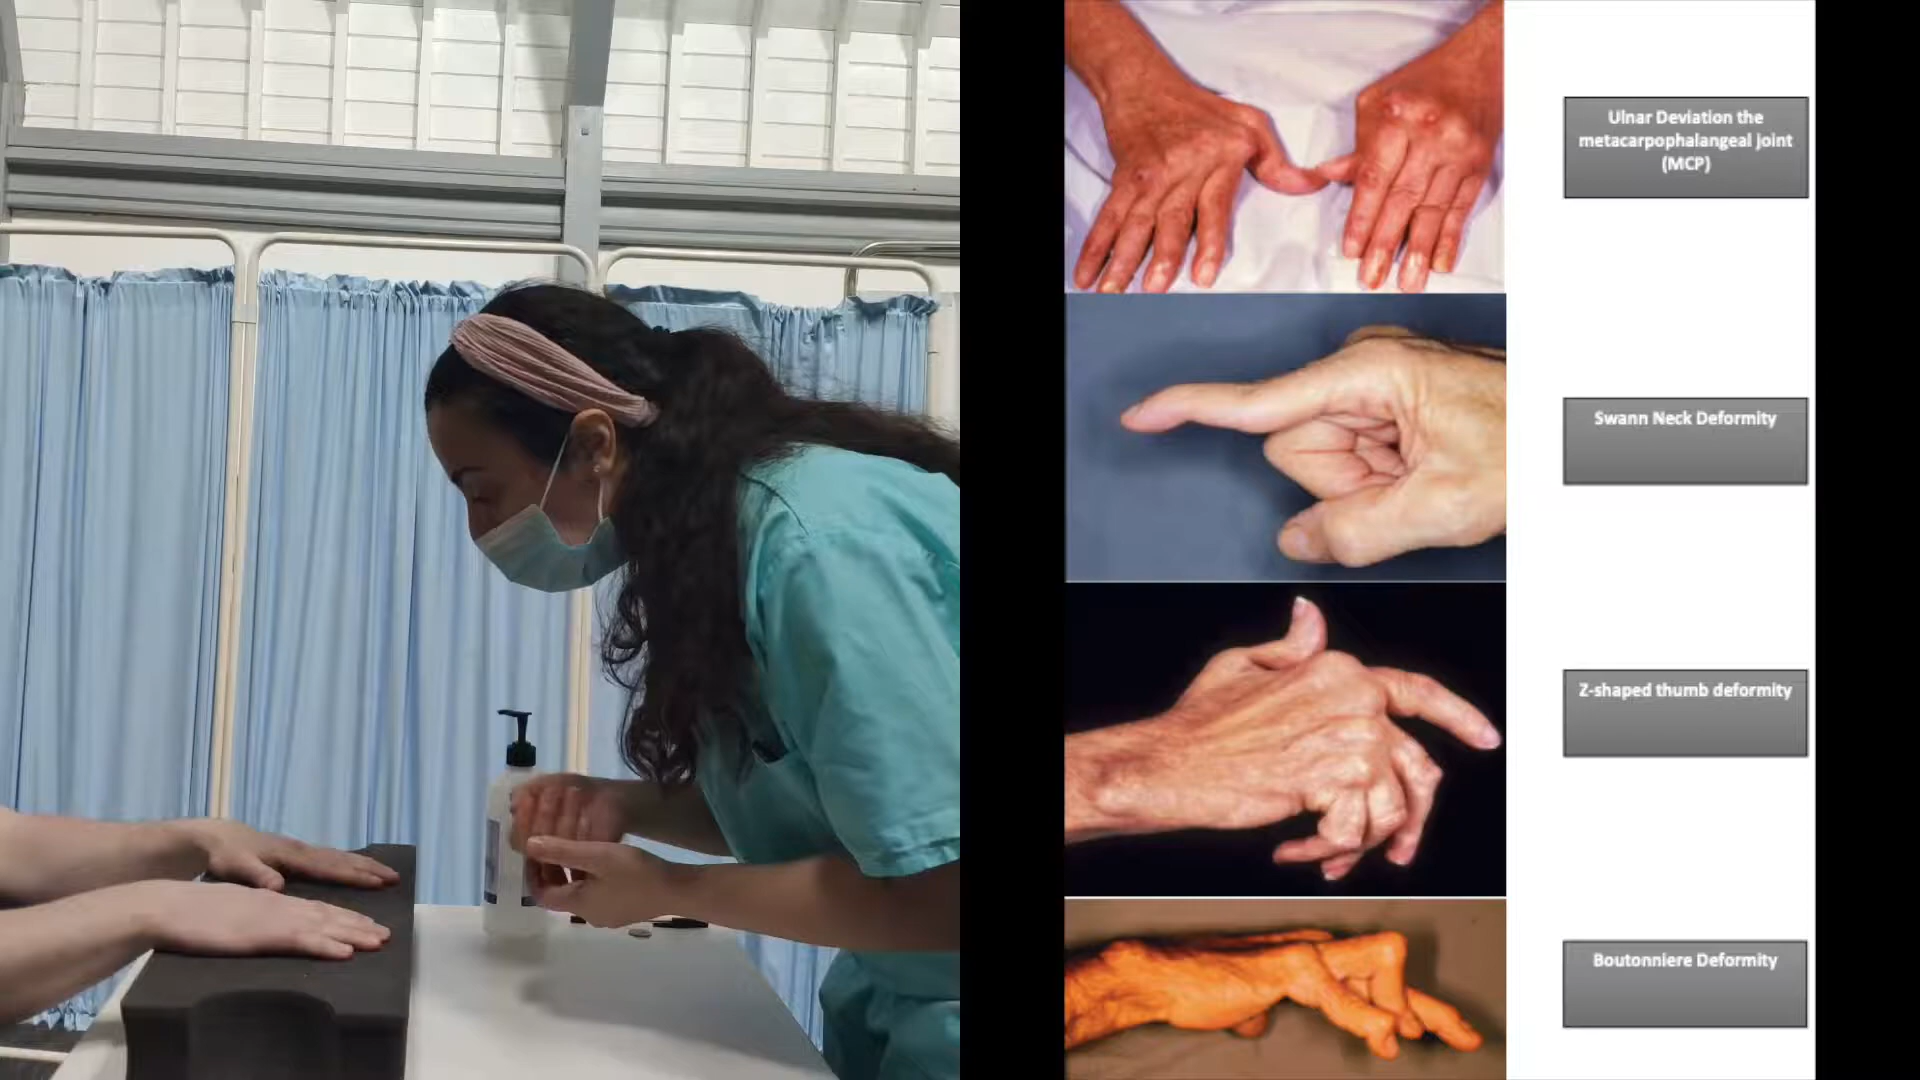 Ulnar Deviation the
metacarpophalangeal joint
(MCP)
Swann Neck Deformity
Z-shaped thumb deformity
Boutonniere Deformity